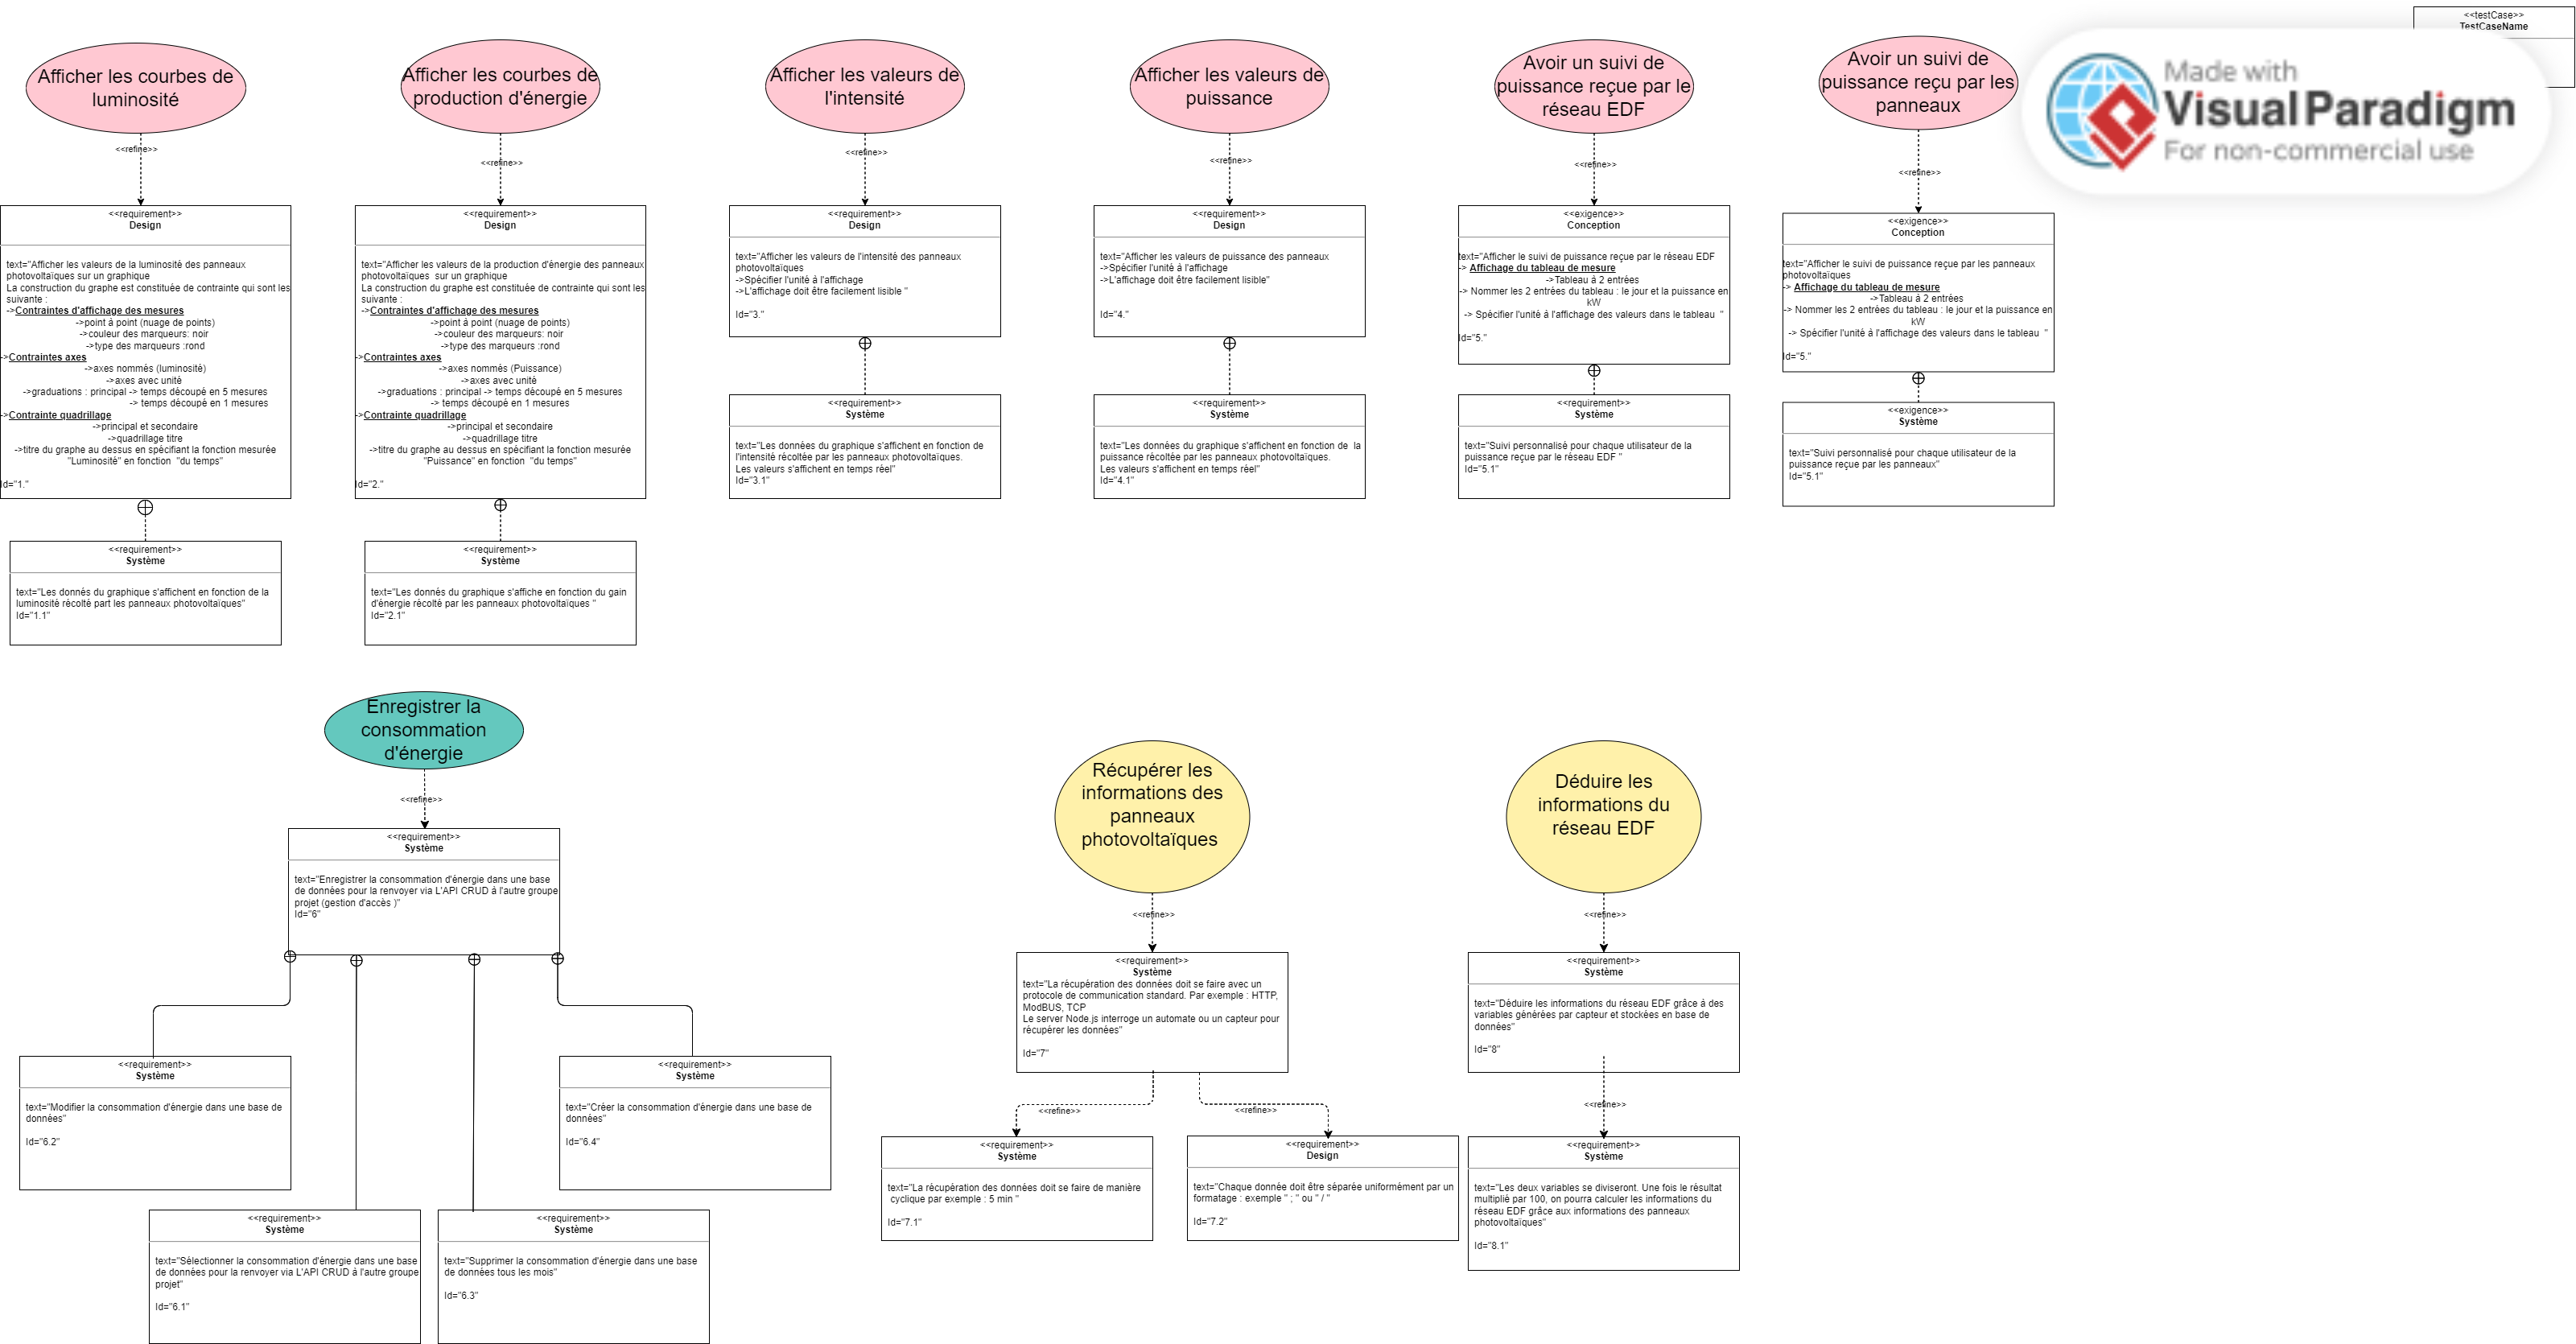 <<testCase>>
TestCaseName
Made with
Visual Paradigm
For non-commercial use
Afficher les courbes de
luminosité
<<refine>>
<<requirement>>
Design
text="Afficher les valeurs de la luminosité des panneaux
photovoltaïques sur un graphique
La construction du graphe est constituée de contrainte qui sont les
suivante :
->Contraintes d'affichage des mesures
->point à point (nuage de points)
->couleur des marqueurs: noir
->type des marqueurs :rond
->Contraintes axes
->axes nommés (luminosité)
->axes avec unité
->graduations : principal -> temps découpé en 5 mesures
-> temps découpé en 1 mesures
->Contrainte quadrillage
->principal et secondaire
->quadrillage titre
->titre du graphe au dessus en spécifiant la fonction mesurée
"Luminosité" en fonction  "du temps"
Id="1."
<<requirement>>
Système
text="Les donnés du graphique s'affichent en fonction de la
luminosité récolté part les panneaux photovoltaïques"
Id="1.1"
Afficher les courbes de
production d'énergie
<<refine>>
<<requirement>>
Design
text="Afficher les valeurs de la production d'énergie des panneaux
photovoltaïques  sur un graphique
La construction du graphe est constituée de contrainte qui sont les
suivante :
->Contraintes d'affichage des mesures
->point à point (nuage de points)
->couleur des marqueurs: noir
->type des marqueurs :rond
->Contraintes axes
->axes nommés (Puissance)
->axes avec unité
->graduations : principal -> temps découpé en 5 mesures
-> temps découpé en 1 mesures
->Contrainte quadrillage
->principal et secondaire
->quadrillage titre
->titre du graphe au dessus en spécifiant la fonction mesurée
"Puissance" en fonction  "du temps"
Id="2."
<<requirement>>
Système
text="Les donnés du graphique s'affiche en fonction du gain
d'énergie récolté par les panneaux photovoltaïques "
Id="2.1"
Afficher les valeurs de
l'intensité
<<refine>>
<<requirement>>
Design
text="Afficher les valeurs de l'intensité des panneaux
photovoltaïques
->Spécifier l'unité à l'affichage
->L'affichage doit être facilement lisible "
Id="3."
<<requirement>>
Système
text="Les données du graphique s'affichent en fonction de
l'intensité récoltée par les panneaux photovoltaïques.
Les valeurs s'affichent en temps réel"
Id="3.1"
Afficher les valeurs de
puissance
<<refine>>
<<requirement>>
Design
text="Afficher les valeurs de puissance des panneaux
->Spécifier l'unité à l'affichage
->L'affichage doit être facilement lisible"
Id="4."
<<requirement>>
Système
text="Les données du graphique s'affichent en fonction de  la
puissance récoltée par les panneaux photovoltaïques.
Les valeurs s'affichent en temps réel"
Id="4.1"
Avoir un suivi de
puissance reçue par le
réseau EDF
<<refine>>
<<exigence>>
Conception
text="Afficher le suivi de puissance reçue par le réseau EDF
-> Affichage du tableau de mesure
->Tableau à 2 entrées
-> Nommer les 2 entrées du tableau : le jour et la puissance en
kW
-> Spécifier l'unité à l'affichage des valeurs dans le tableau  "
Id="5."
<<requirement>>
Système
text="Suivi personnalisé pour chaque utilisateur de la
puissance reçue par le réseau EDF "
Id="5.1"
Avoir un suivi de
puissance reçu par les
panneaux
<<refine>>
<<exigence>>
Conception
text="Afficher le suivi de puissance reçue par les panneaux
photovoltaïques
-> Affichage du tableau de mesure
->Tableau à 2 entrées
-> Nommer les 2 entrées du tableau : le jour et la puissance en
kW
-> Spécifier l'unité à l'affichage des valeurs dans le tableau  "
Id="5."
<<exigence>>
Système
text="Suivi personnalisé pour chaque utilisateur de la
puissance reçue par les panneaux"
Id="5.1"
Enregistrer la
consommation
d'énergie
<<refine>>
<<requirement>>
Système
text="Enregistrer la consommation d'énergie dans une base
de données pour la renvoyer via L'API CRUD à l'autre groupe
projet (gestion d'accès )"
Id="6"
<<requirement>>
Système
text="Modifier la consommation d'énergie dans une base de
données"
Id="6.2"
<<requirement>>
Système
text="Créer la consommation d'énergie dans une base de
données"
Id="6.4"
<<requirement>>
Système
text="Sélectionner la consommation d'énergie dans une base
de données pour la renvoyer via L'API CRUD à l'autre groupe
projet"
Id="6.1"
<<requirement>>
Système
text="Supprimer la consommation d'énergie dans une base
de données tous les mois"
Id="6.3"
Récupérer les
informations des
panneaux
photovoltaïques
<<refine>>
<<requirement>>
Système
text="La récupération des données doit se faire avec un
protocole de communication standard. Par exemple : HTTP,
ModBUS, TCP
Le server Node.js interroge un automate ou un capteur pour
récupérer les données"
Id="7"
<<refine>>
<<refine>>
<<requirement>>
Système
text="La récupération des données doit se faire de manière
cyclique par exemple : 5 min "
Id="7.1"
<<requirement>>
Design
text="Chaque donnée doit être séparée uniformément par un
formatage : exemple " ; " ou " / "
Id="7.2"
Déduire les
informations du
réseau EDF
<<refine>>
<<requirement>>
Système
text="Déduire les informations du réseau EDF grâce à des
variables générées par capteur et stockées en base de
données"
Id="8"
<<refine>>
<<requirement>>
Système
text="Les deux variables se diviseront. Une fois le résultat
multiplié par 100, on pourra calculer les informations du
réseau EDF grâce aux informations des panneaux
photovoltaïques"
Id="8.1"